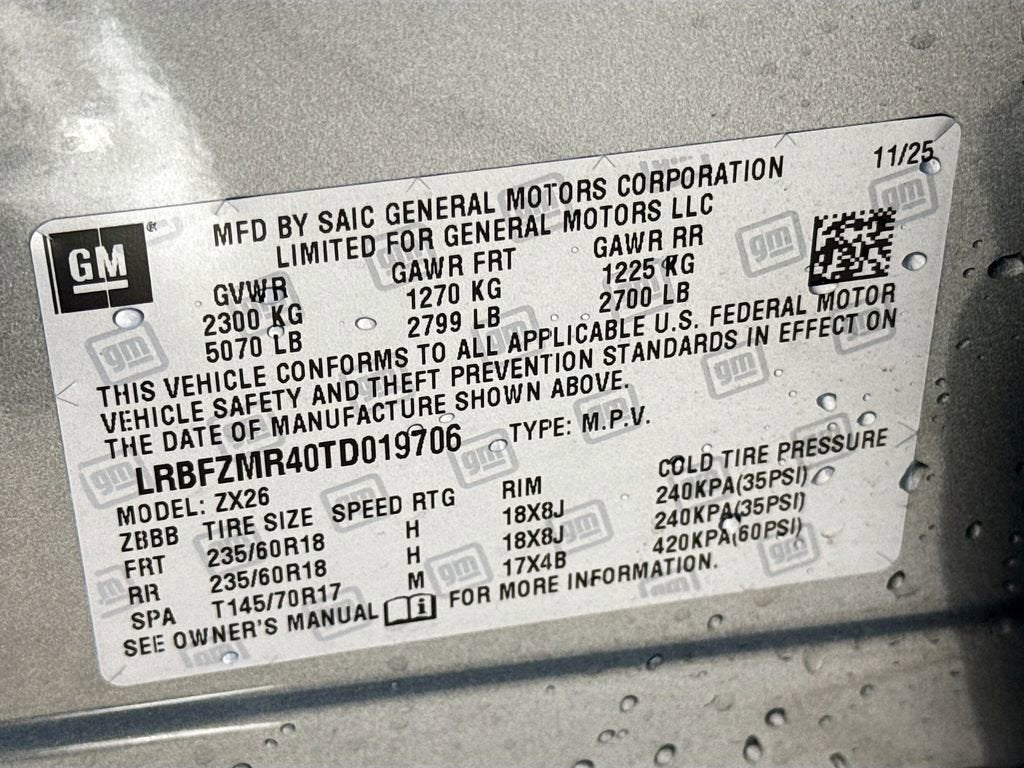 11/25
GM®
MFD BY SAIC GENERAL MOTORS CORPORATION
LIMITED FOR GENERAL MOTORS LLC
GVWR GAWR FRT GAWR RR
2300 KG 1270 KG 1225 KG
5070 LB 2799 LB 2700 LB
THIS VEHICLE CONFORMS TO ALL APPLICABLE U.S. FEDERAL MOTOR
VEHICLE SAFETY AND THEFT PREVENTION STANDARDS IN EFFECT ON
THE DATE OF MANUFACTURE SHOWN ABOVE.
LRBFZMR40TD019706 TYPE: M.P.V.
MODEL: ZX26
ZBBB TIRE SIZE SPEED RTG RIM COLD TIRE PRESSURE
FRT 235/60R18 H 18X8J 240KPA(35PSI)
RR 235/60R18 H 18X8J 240KPA(35PSI)
SPA T145/70R17 M 17X4B 420KPA(60PSI)
SEE OWNER'S MANUAL FOR MORE INFORMATION.